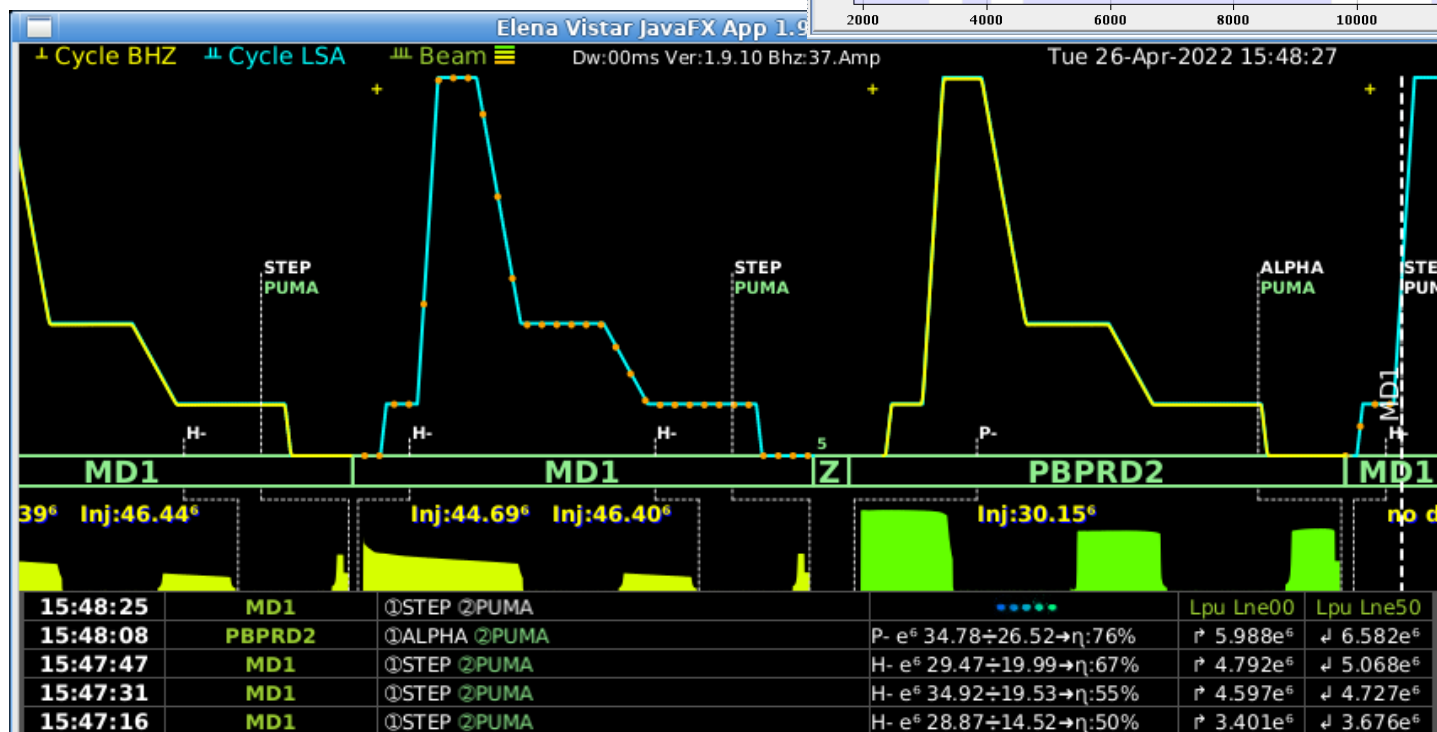 2000 4000 6000 8000 10000
Elena Vistar JavaFX App 1.9
Cycle BHZ Cycle LSA Beam Dw:00ms Ver:1.9.10 Bhz:37.Amp Tue 26-Apr-2022 15:48:27
+ + +
STEP STEP ALPHA STE
PUMA PUMA PUMA PUM
MD1
H- H- H- P- H-
5
MD1 MD1 Z PBPRD2 MD1
39⁶ Inj:46.44⁶ Inj:44.69⁶ Inj:46.40⁶ Inj:30.15⁶ no d
15:48:25 MD1 ①STEP ②PUMA Lpu Lne00 Lpu Lne50
15:48:08 PBPRD2 ①ALPHA ②PUMA P- e⁶ 34.78÷26.52→η:76% ↱ 5.988e⁶ ↲ 6.582e⁶
15:47:47 MD1 ①STEP ②PUMA H- e⁶ 29.47÷19.99→η:67% ↱ 4.792e⁶ ↲ 5.068e⁶
15:47:31 MD1 ①STEP ②PUMA H- e⁶ 34.92÷19.53→η:55% ↱ 4.597e⁶ ↲ 4.727e⁶
15:47:16 MD1 ①STEP ②PUMA H- e⁶ 28.87÷14.52→η:50% ↱ 3.401e⁶ ↲ 3.676e⁶